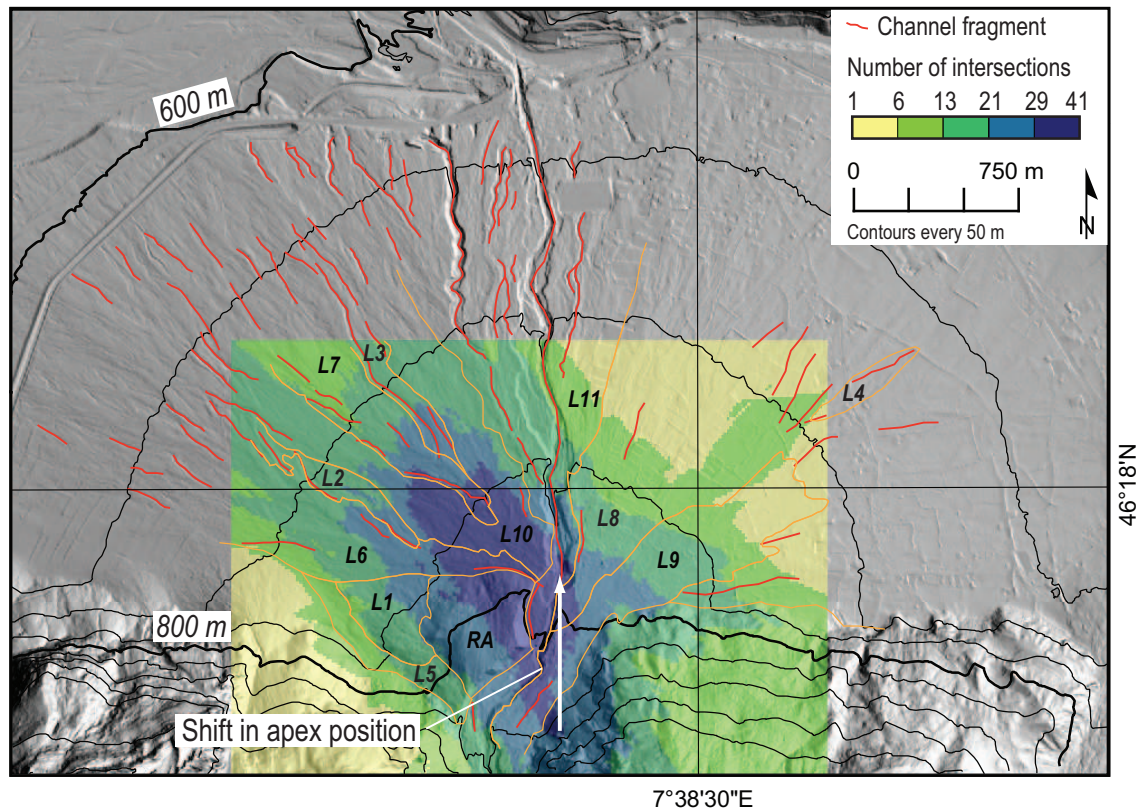 Channel fragment
Number of intersections
1 6 13 21 29 41
0 750 m
Contours every 50 m
N
600 m
L3
L7
L4
L11
L2
L10
L8
L6
L9
L1
800 m
RA
L5
Shift in apex position
46°18'N
7°38'30"E